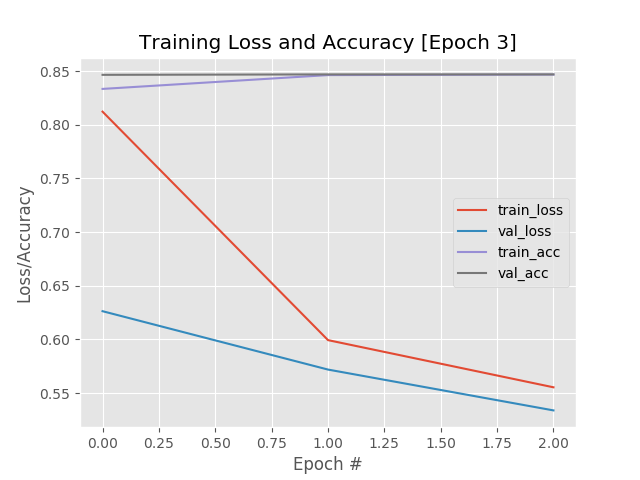 Training Loss and Accuracy [Epoch 3]
0.85
0.80
0.75
0.70
0.65
0.60
0.55
Loss/Accuracy
train_loss
val_loss
train_acc
val_acc
0.00 0.25 0.50 0.75 1.00 1.25 1.50 1.75 2.00
Epoch #